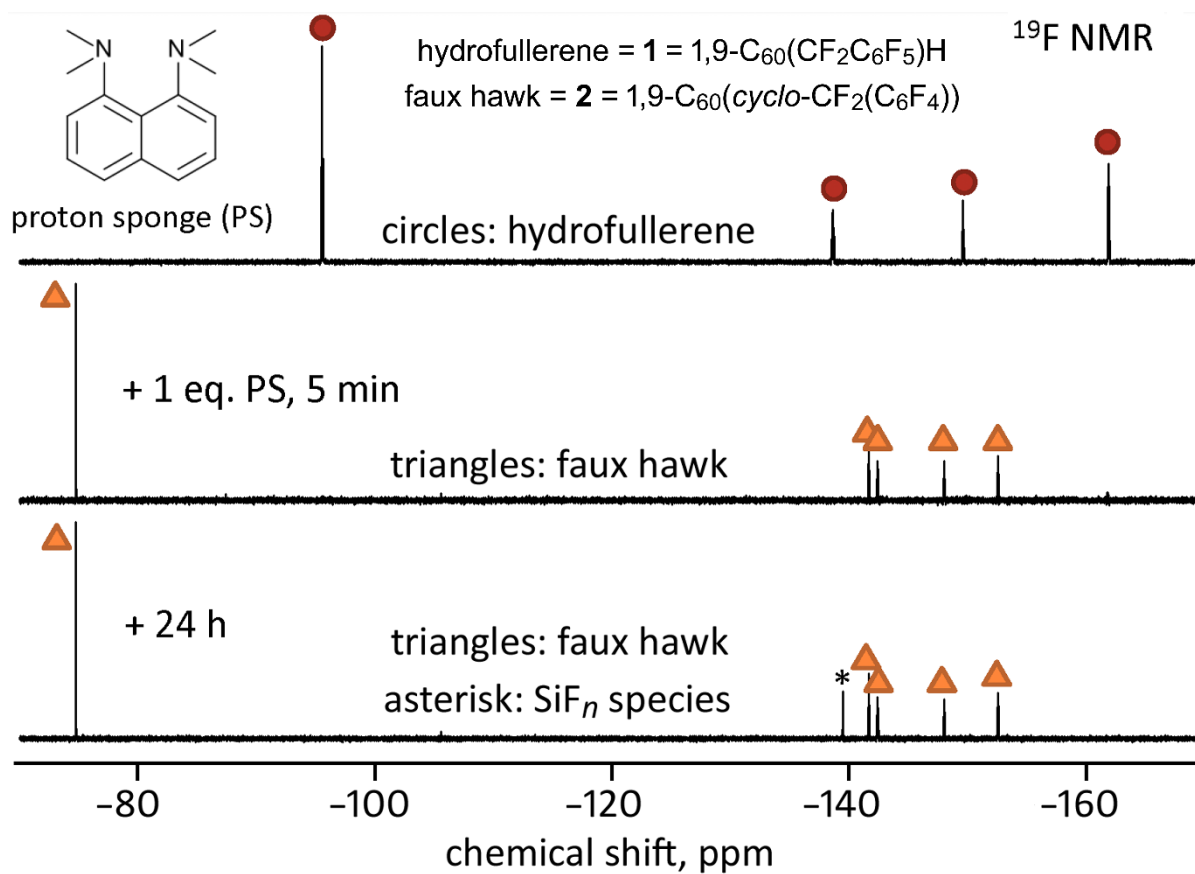 N N
hydrofullerene = 1 = 1,9-C₆₀(CF₂C₆F₅)H
faux hawk = 2 = 1,9-C₆₀(cyclo-CF₂(C₆F₄))
¹⁹F NMR
proton sponge (PS)
circles: hydrofullerene
+ 1 eq. PS, 5 min
triangles: faux hawk
+ 24 h
triangles: faux hawk
asterisk: SiFₙ species
*
−80 −100 −120 −140 −160
chemical shift, ppm